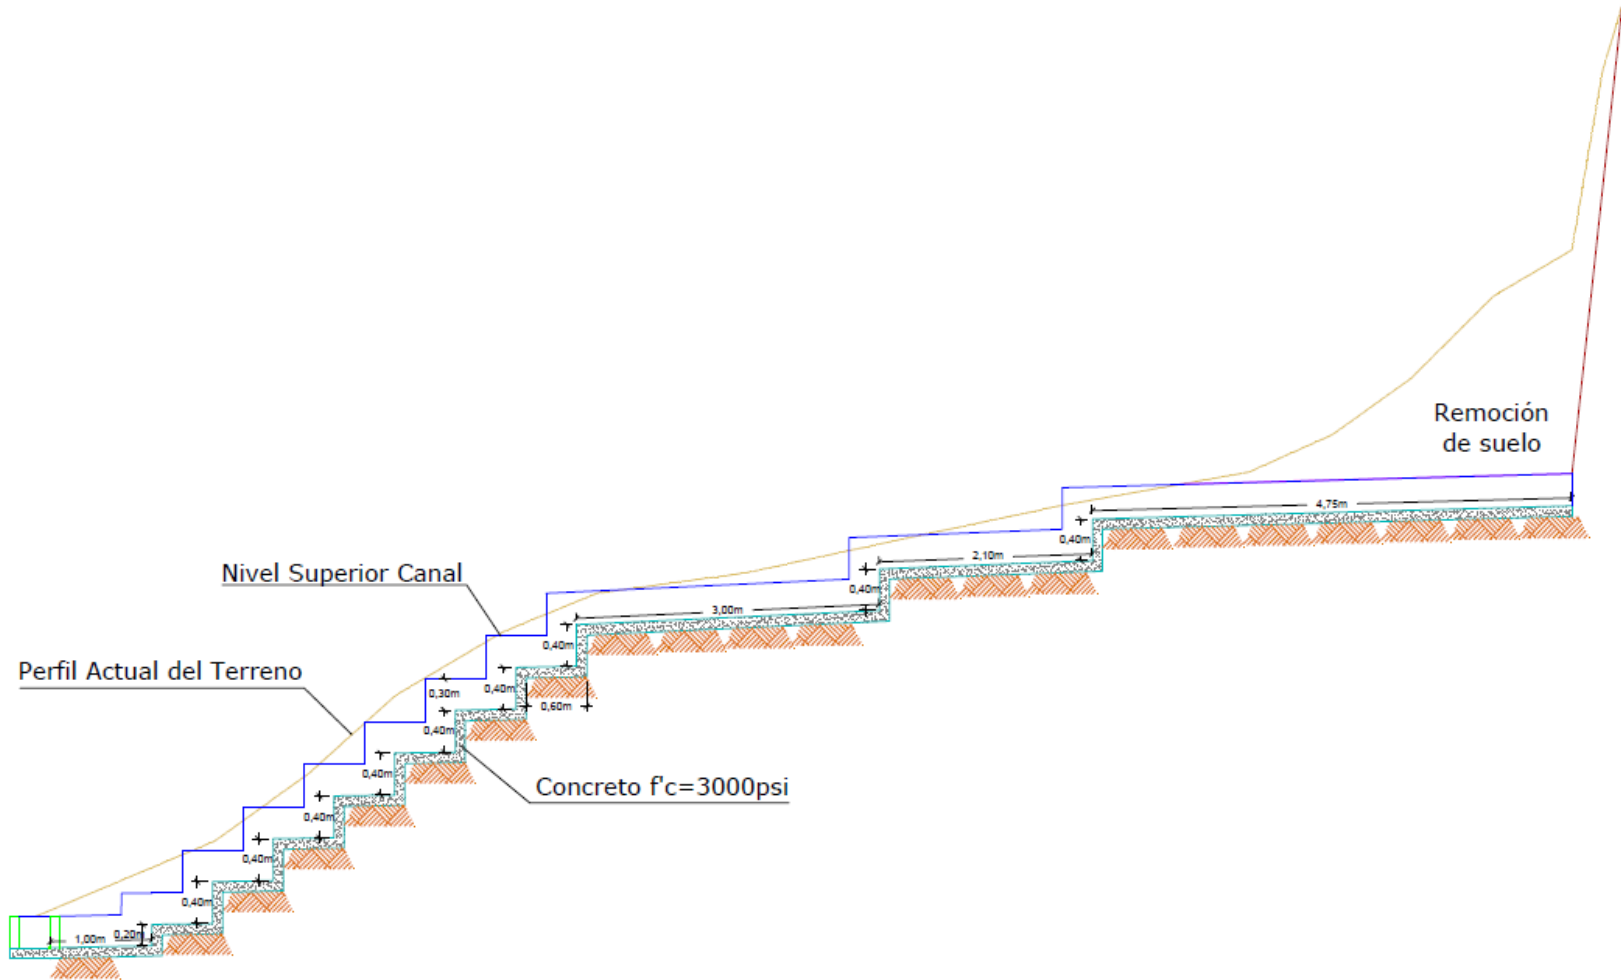 Remoción
de suelo
4,75m
0,40m
2,10m
0,40m
Nivel Superior Canal
3,00m
0,40m
Perfil Actual del Terreno
0,30m
0,40m
0,60m
0,40m
0,40m
Concreto f'c=3000psi
0,40m
0,40m
0,40m
1,00m
0,20m